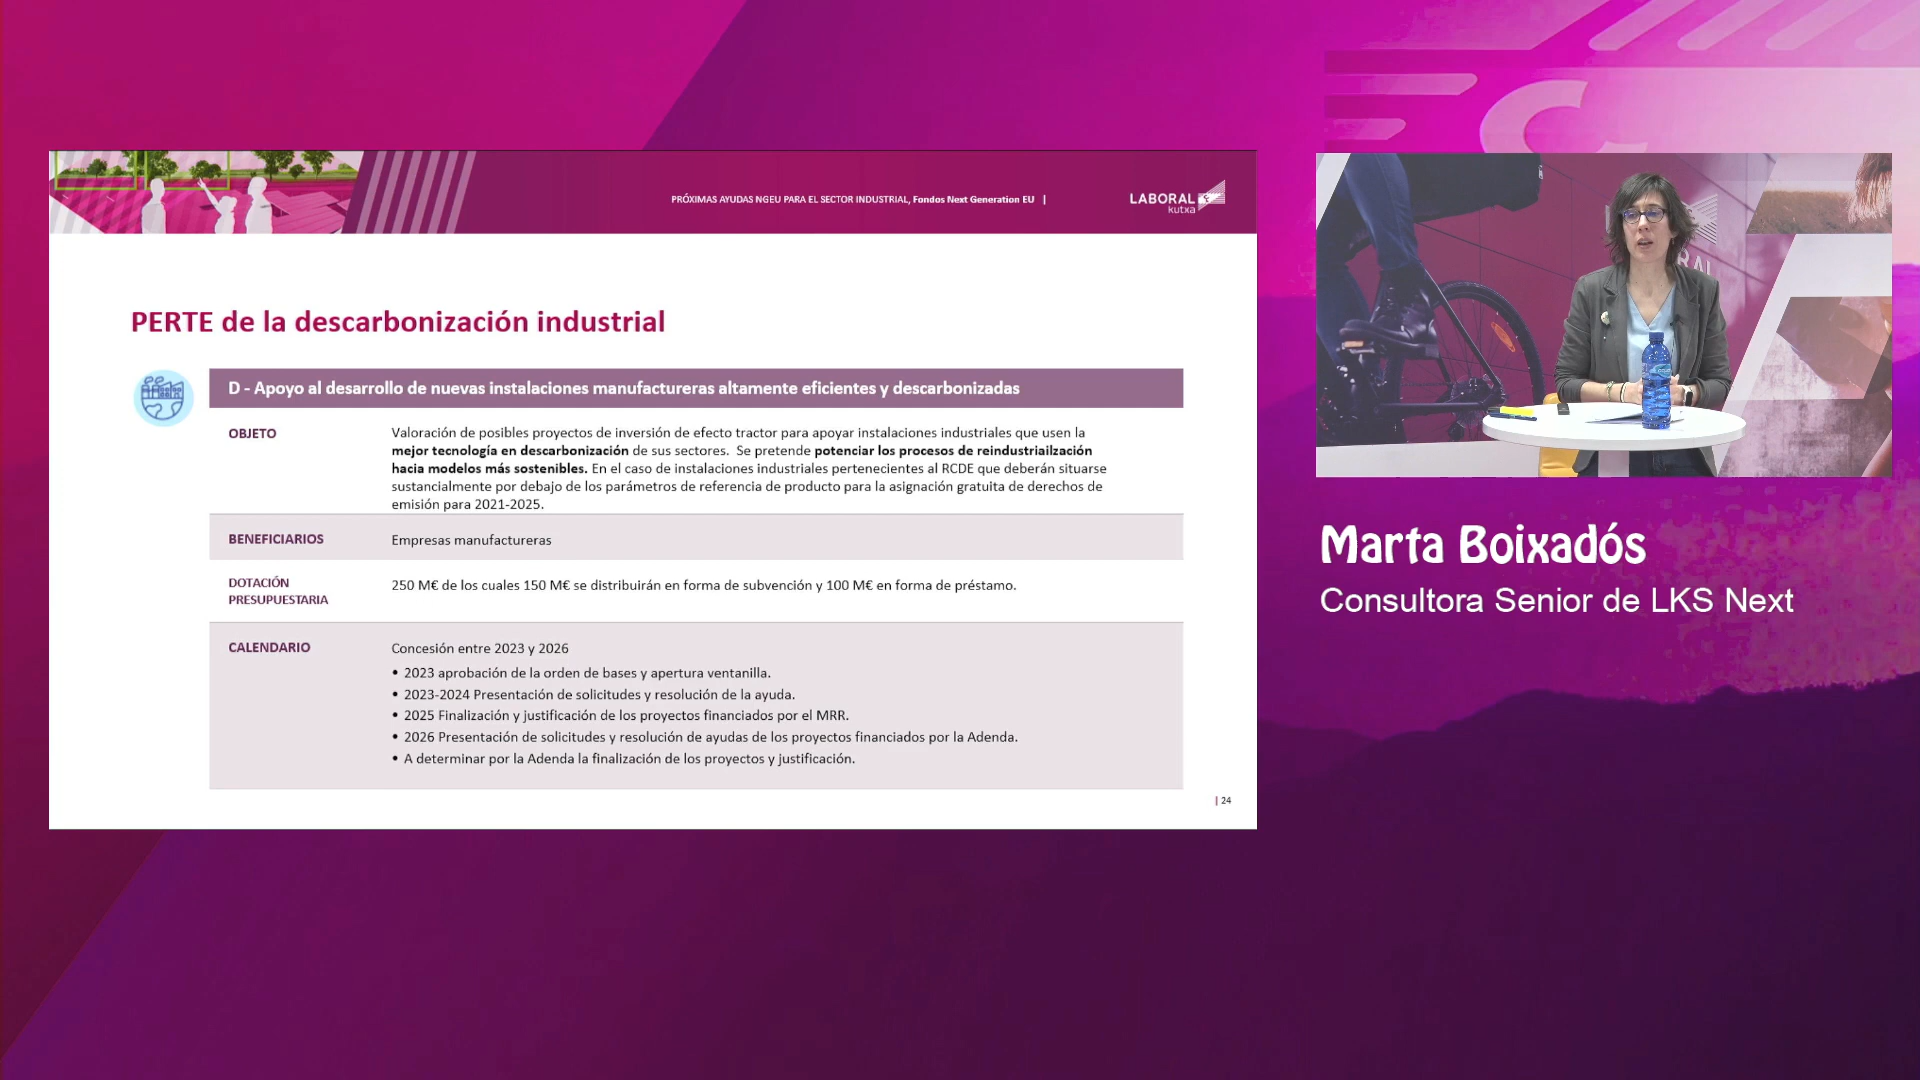 PRÓXIMAS AYUDAS NGEU PARA EL SECTOR INDUSTRIAL, Fondos Next Generation EU |
LABORAL
kutxa
PERTE de la descarbonización industrial
D - Apoyo al desarrollo de nuevas instalaciones manufactureras altamente eficientes y descarbonizadas
OBJETO
Valoración de posibles proyectos de inversión de efecto tractor para apoyar instalaciones industriales que usen la
mejor tecnología en descarbonización de sus sectores. Se pretende potenciar los procesos de reindustriailzación
hacia modelos más sostenibles. En el caso de instalaciones industriales pertenecientes al RCDE que deberán situarse
sustancialmente por debajo de los parámetros de referencia de producto para la asignación gratuita de derechos de
emisión para 2021-2025.
BENEFICIARIOS
Empresas manufactureras
DOTACIÓN
PRESUPUESTARIA
250 M€ de los cuales 150 M€ se distribuirán en forma de subvención y 100 M€ en forma de préstamo.
CALENDARIO
Concesión entre 2023 y 2026
• 2023 aprobación de la orden de bases y apertura ventanilla.
• 2023-2024 Presentación de solicitudes y resolución de la ayuda.
• 2025 Finalización y justificación de los proyectos financiados por el MRR.
• 2026 Presentación de solicitudes y resolución de ayudas de los proyectos financiados por la Adenda.
• A determinar por la Adenda la finalización de los proyectos y justificación.
| 24
Marta Boixadós
Consultora Senior de LKS Next